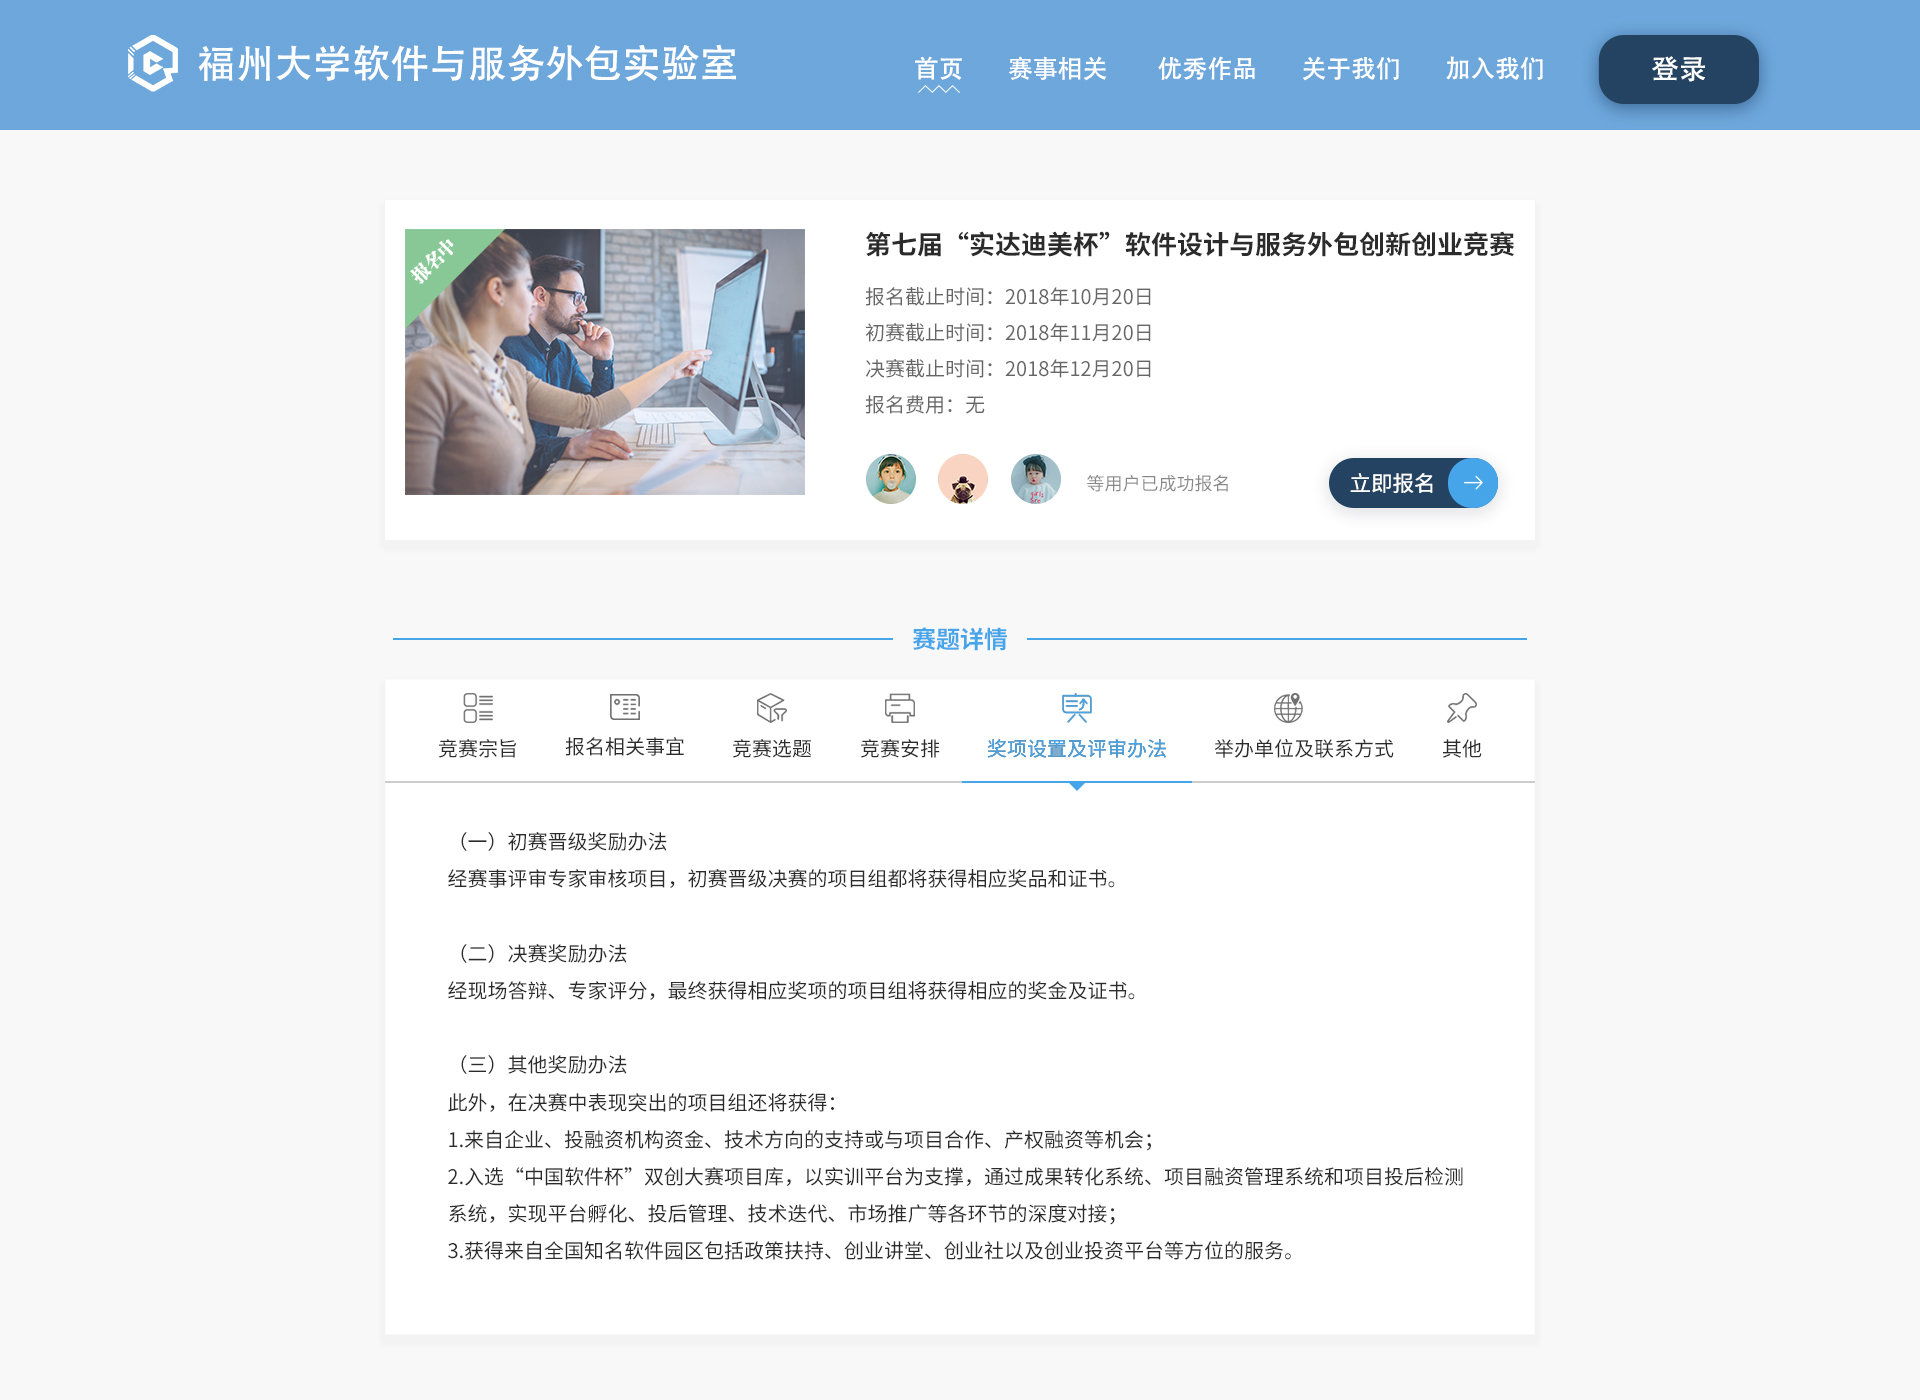 福州大学软件与服务外包实验室
首页
赛事相关
优秀作品
关于我们
加入我们
登录
报名中
第七届“实达迪美杯”软件设计与服务外包创新创业竞赛
报名截止时间：2018年10月20日
初赛截止时间：2018年11月20日
决赛截止时间：2018年12月20日
报名费用：无
等用户已成功报名
立即报名
赛题详情
竞赛宗旨
报名相关事宜
竞赛选题
竞赛安排
奖项设置及评审办法
举办单位及联系方式
其他
（一）初赛晋级奖励办法
经赛事评审专家审核项目，初赛晋级决赛的项目组都将获得相应奖品和证书。
（二）决赛奖励办法
经现场答辩、专家评分，最终获得相应奖项的项目组将获得相应的奖金及证书。
（三）其他奖励办法
此外，在决赛中表现突出的项目组还将获得：
1.来自企业、投融资机构资金、技术方向的支持或与项目合作、产权融资等机会；
2.入选“中国软件杯”双创大赛项目库，以实训平台为支撑，通过成果转化系统、项目融资管理系统和项目投后检测
系统，实现平台孵化、投后管理、技术迭代、市场推广等各环节的深度对接；
3.获得来自全国知名软件园区包括政策扶持、创业讲堂、创业社以及创业投资平台等方位的服务。